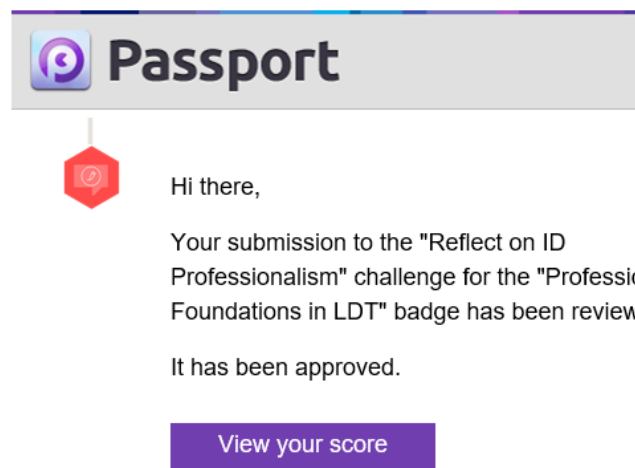 Passport
Hi there,
Your submission to the "Reflect on ID
Professionalism" challenge for the
Foundations in LDT" badge has been
It has been approved.
View your score